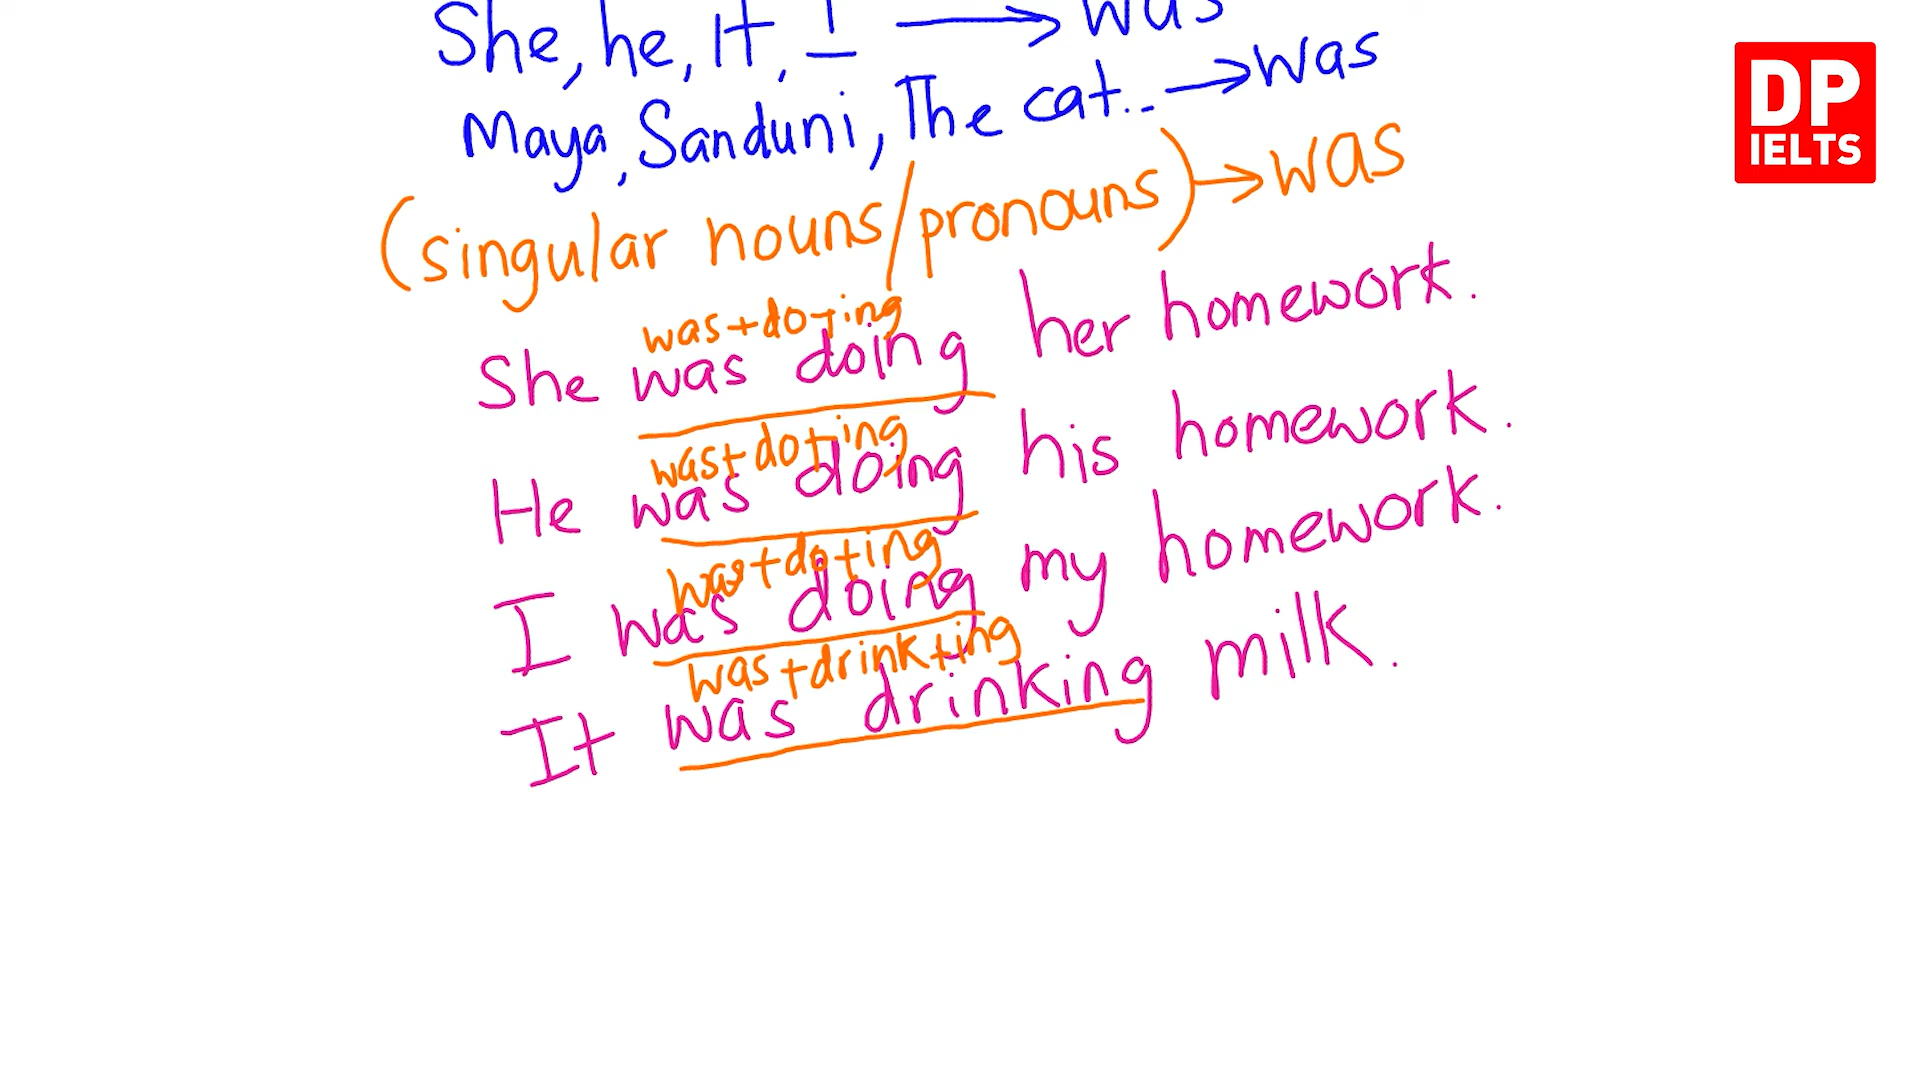 She, he, It, I → was
Maya, Sanduni, The cat.. → was
(singular nouns/pronouns) → was
was+do+ing
She was doing her homework.
was+do+ing
He was doing his homework.
was+do+ing
I was doing my homework.
was+drink+ing
It was drinking milk.
DP
IELTS